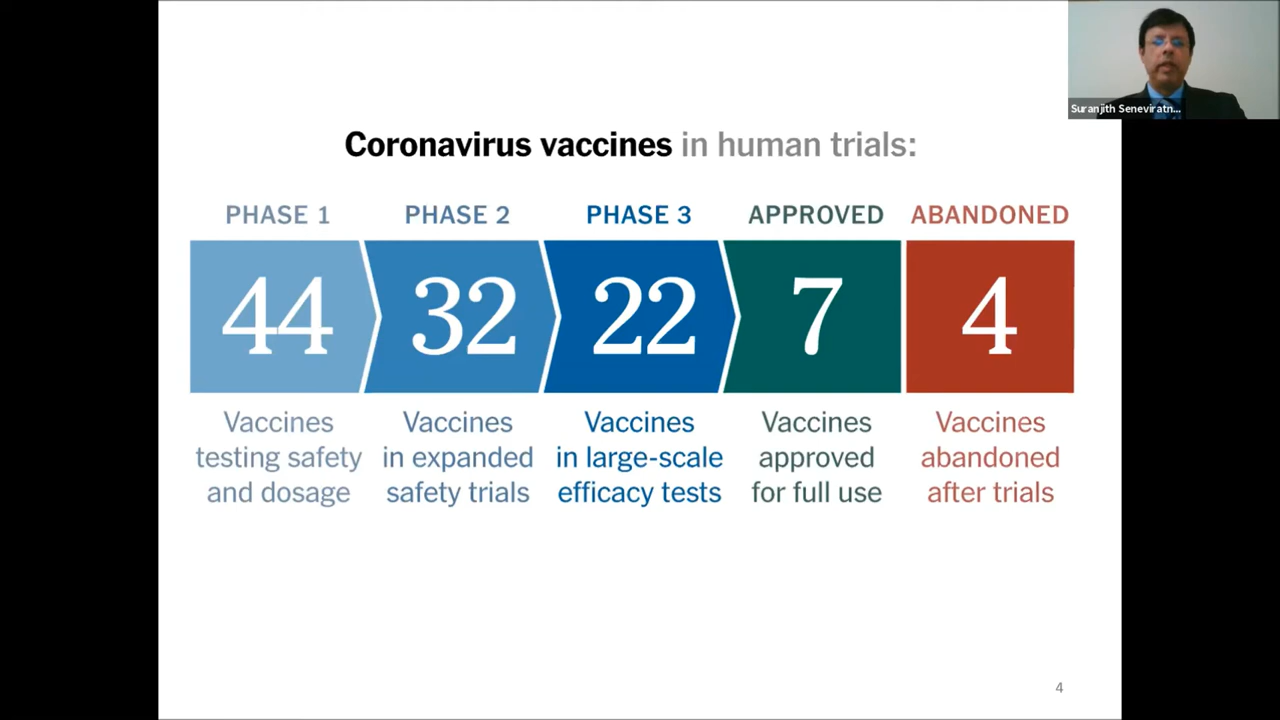 Suranjith Seneviratn...
Coronavirus vaccines in human trials:
PHASE 1 PHASE 2 PHASE 3 APPROVED ABANDONED
44 32 22 7 4
Vaccines Vaccines Vaccines Vaccines Vaccines
testing safety in expanded in large-scale approved abandoned
and dosage safety trials efficacy tests for full use after trials
4